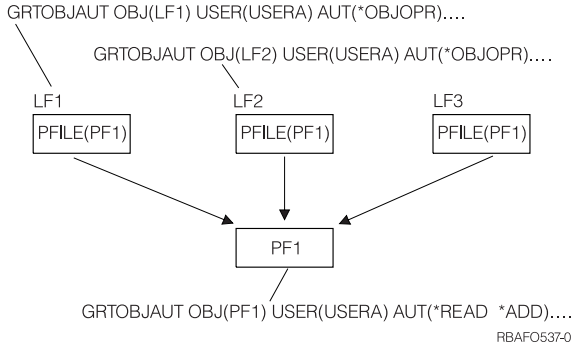 GRTOBJAUT OBJ(LF1) USER(USERA) AUT(*OBJOPR)....
GRTOBJAUT OBJ(LF2) USER(USERA) AUT(*OBJOPR)....
LF1 LF2 LF3
PFILE(PF1) PFILE(PF1) PFILE(PF1)
PF1
GRTOBJAUT OBJ(PF1) USER(USERA) AUT(*READ *ADD)....
RBAFO537-0